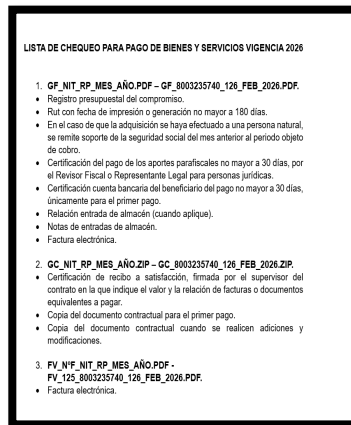 LISTA DE CHEQUEO PARA PAGO DE BIENES Y SERVICIOS VIGENCIA 2026
1. GF_NIT_RP_MES_AÑO.PDF – GF_8003235740_126_FEB_2026.PDF.
• Registro presupuestal del compromiso.
• Rut con fecha de impresión o generación no mayor a 180 días.
• En el caso de que la adquisición se haya efectuado a una persona natural,
se remite soporte de la seguridad social del mes anterior al periodo objeto
de cobro.
• Certificación del pago de los aportes parafiscales no mayor a 30 días, por
el Revisor Fiscal o Representante Legal para personas jurídicas.
• Certificación cuenta bancaria del beneficiario del pago no mayor a 30 días,
únicamente para el primer pago.
• Relación entrada de almacén (cuando aplique).
• Notas de entradas de almacén.
• Factura electrónica.
2. GC_NIT_RP_MES_AÑO.ZIP – GC_8003235740_126_FEB_2026.ZIP.
• Certificación de recibo a satisfacción, firmada por el supervisor del
contrato en la que indique el valor y la relación de facturas o documentos
equivalentes a pagar.
• Copia del documento contractual para el primer pago.
• Copia del documento contractual cuando se realicen adiciones y
modificaciones.
3. FV_N°F_NIT_RP_MES_AÑO.PDF -
FV_125_8003235740_126_FEB_2026.PDF.
• Factura electrónica.